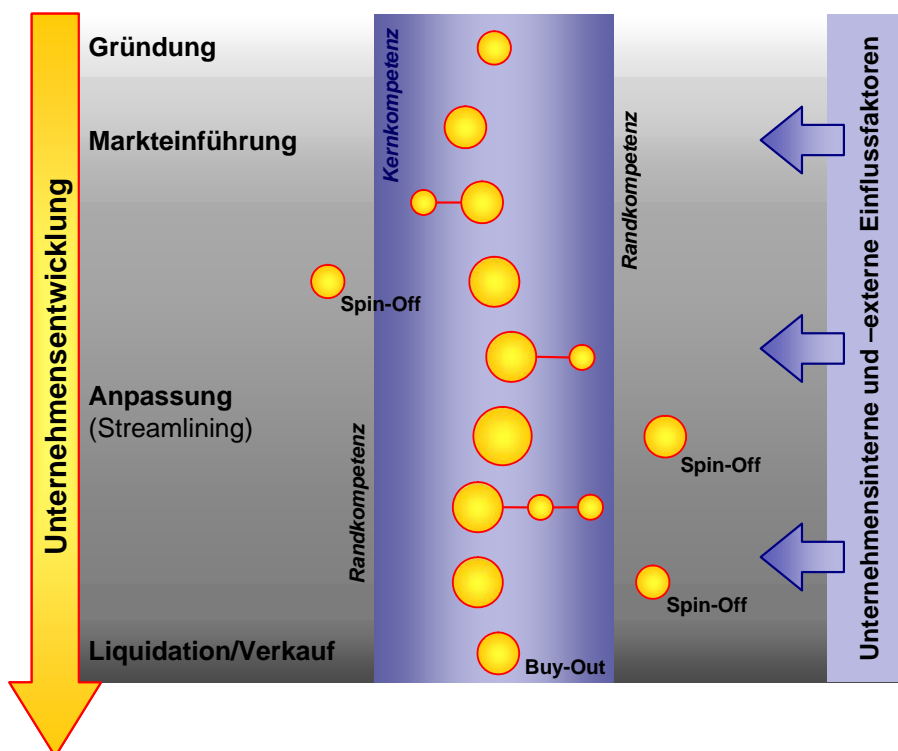 Unternehmensentwicklung
Gründung
Kernkompetenz
Markteinführung
Randkompetenz
Spin-Off
Anpassung
(Streamlining)
Spin-Off
Randkompetenz
Spin-Off
Liquidation/Verkauf
Buy-Out
Unternehmensinterne und –externe Einflussfaktoren